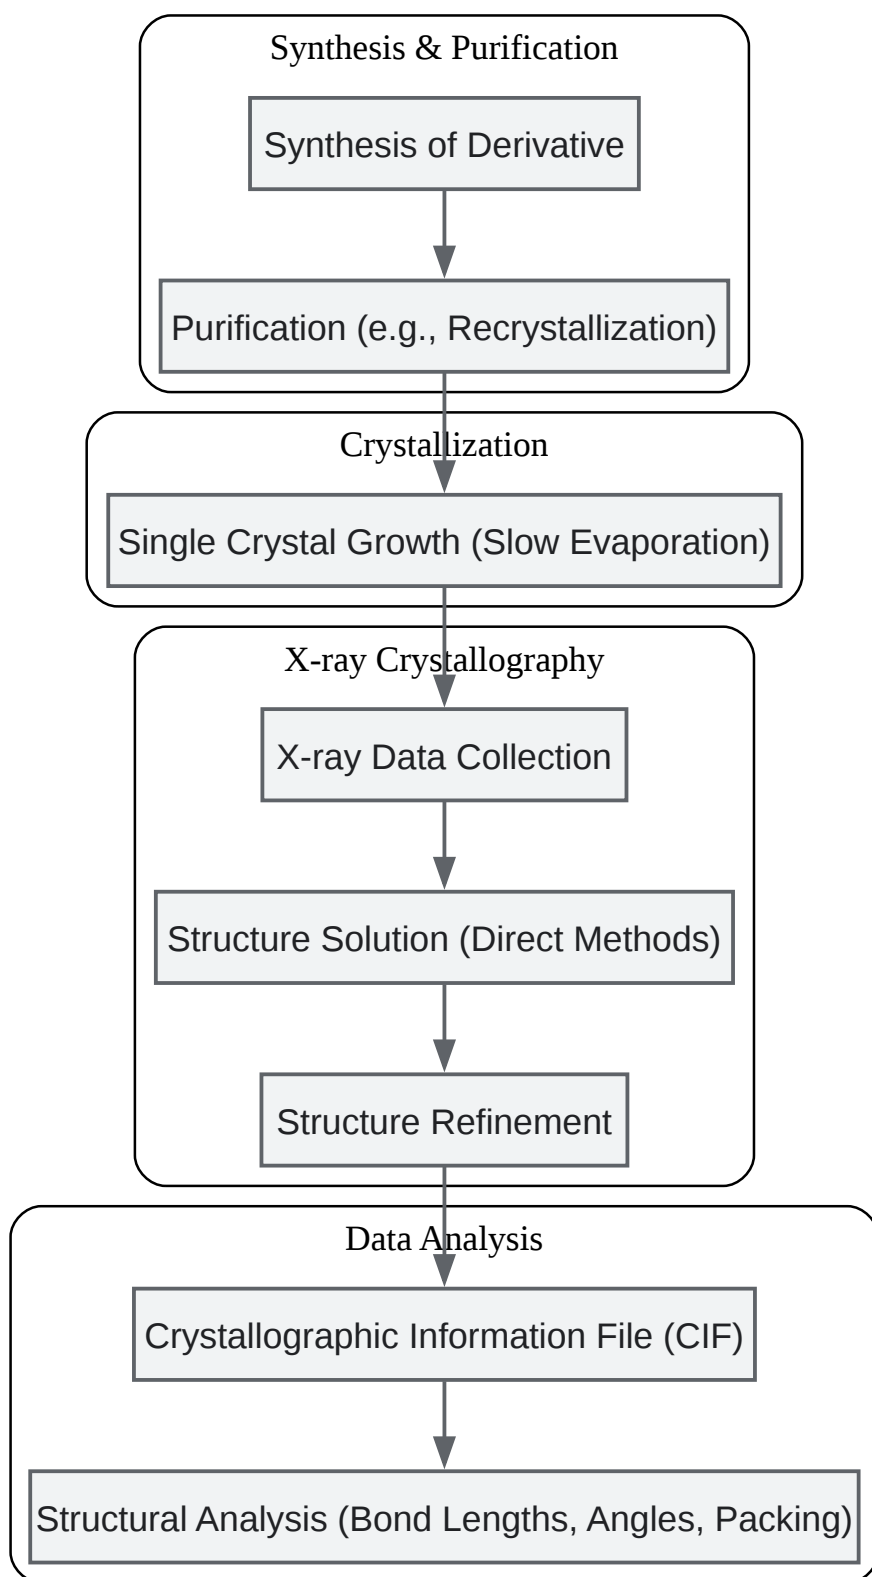 Synthesis & Purification
Synthesis of Derivative
Purification (e.g., Recrystallization)
Crystallization
Single Crystal Growth (Slow Evaporation)
X-ray Crystallography
X-ray Data Collection
Structure Solution (Direct Methods)
Structure Refinement
Data Analysis
Crystallographic Information File (CIF)
Structural Analysis (Bond Lengths, Angles, Packing)